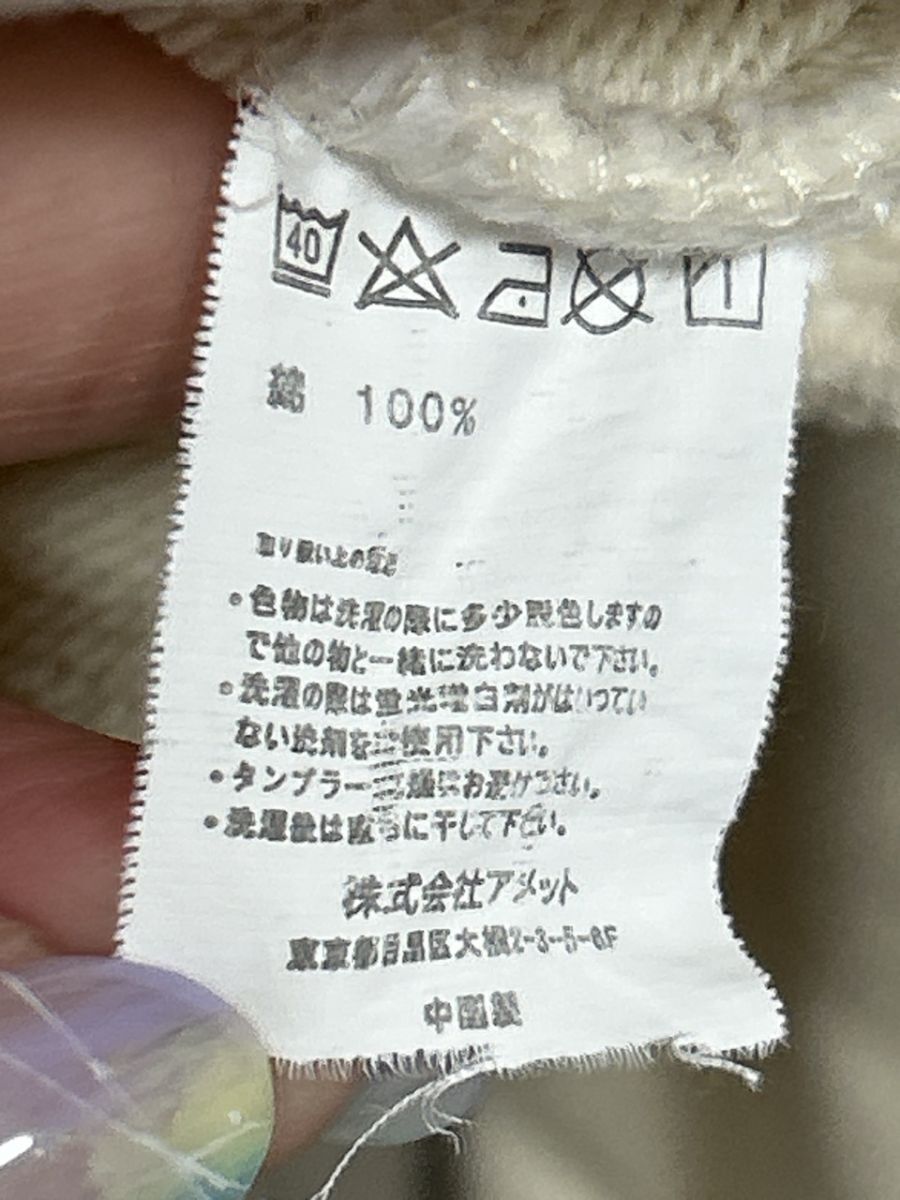 40
綿 100%
取り扱い上の注意
•色物は洗濯の際に多少脱色しますの
で他の物と一緒に洗わないで下さい。
•洗濯の際は蛍光増白剤がはいってい
ない洗剤をご使用下さい。
•タンブラー乾燥はお避け下さい。
•洗濯後は直ちに干して下さい。
株式会社アメット
東京都目黒区大橋2-3-5-6F
中国製